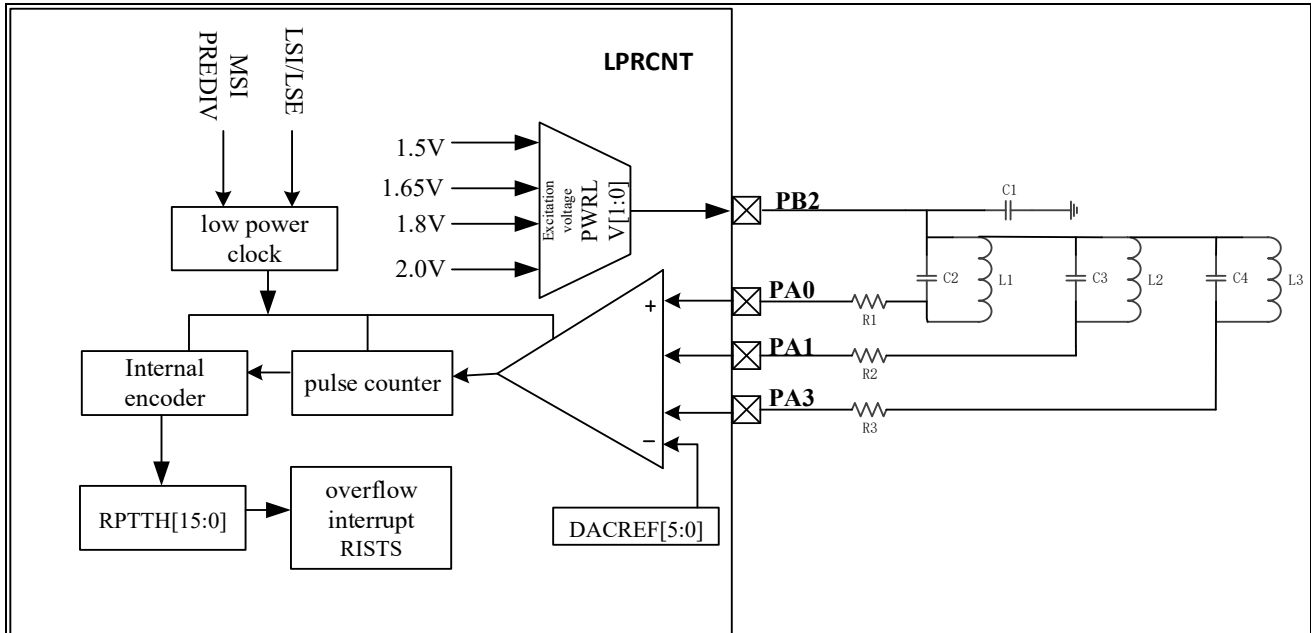 LPRCNT
MSI
PREDIV
LSI/LSE
1.5V
1.65V
1.8V
2.0V
Excitation
voltage
PWRL
V[1:0]
low power
clock
PB2
C1
C2
L1
C3
L2
C4
L3
PA0
R1
+
PA1
R2
PA3
R3
−
Internal
encoder
pulse counter
RPTTH[15:0]
overflow
interrupt
RISTS
DACREF[5:0]